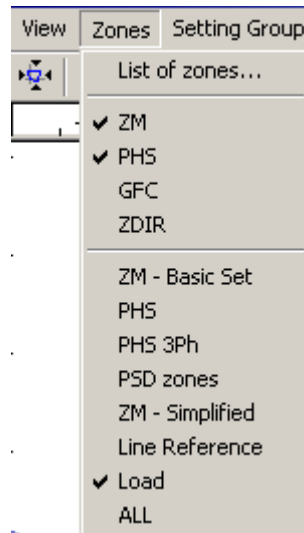 View Zones Setting Group
List of zones...
✔ ZM
✔ PHS
GFC
ZDIR
ZM - Basic Set
PHS
PHS 3Ph
PSD zones
ZM - Simplified
Line Reference
✔ Load
ALL